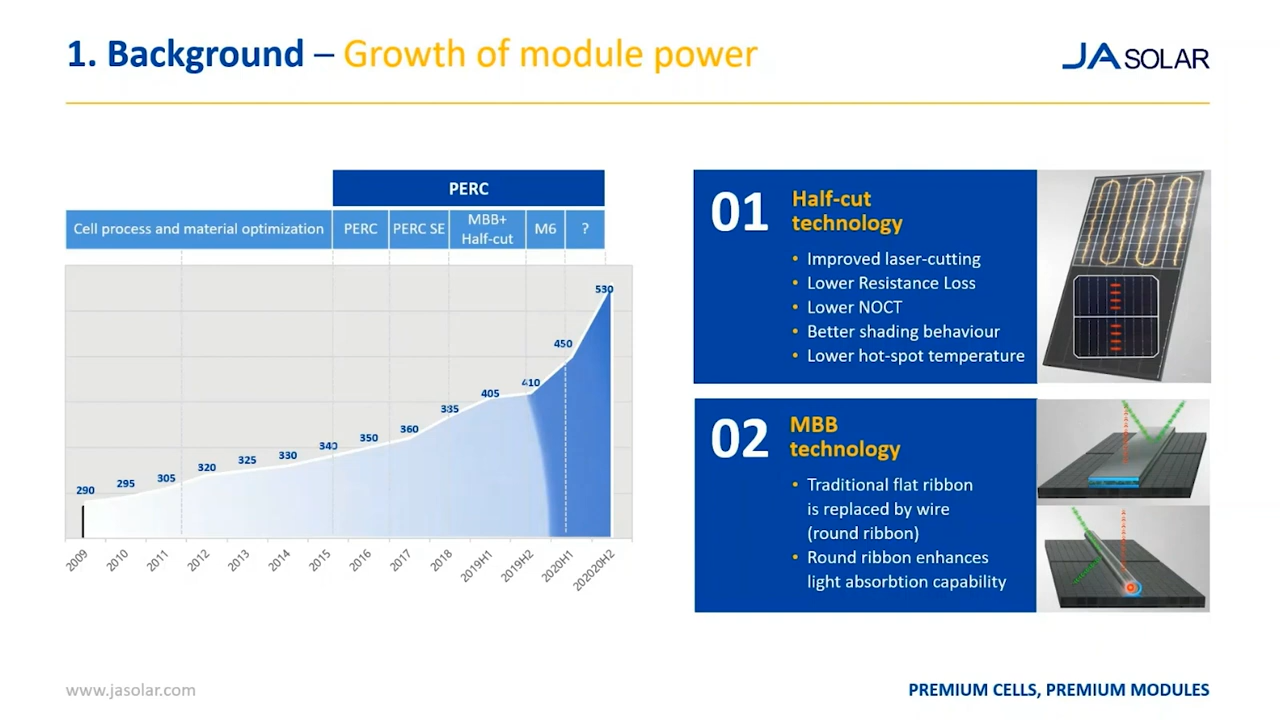 1. Background – Growth of module power
JA SOLAR
PERC
Cell process and material optimization
PERC
PERC SE
MBB+
Half-cut
M6
?
290
295
305
320
325
330
340
350
360
385
405
410
450
530
2009
2010
2011
2012
2013
2014
2015
2016
2017
2018
2019H1
2019H2
2020H1
202020H2
01
Half-cut
technology
• Improved laser-cutting
• Lower Resistance Loss
• Lower NOCT
• Better shading behaviour
• Lower hot-spot temperature
02
MBB
technology
• Traditional flat ribbon
is replaced by wire
(round ribbon)
• Round ribbon enhances
light absorbtion capability
www.jasolar.com
PREMIUM CELLS, PREMIUM MODULES